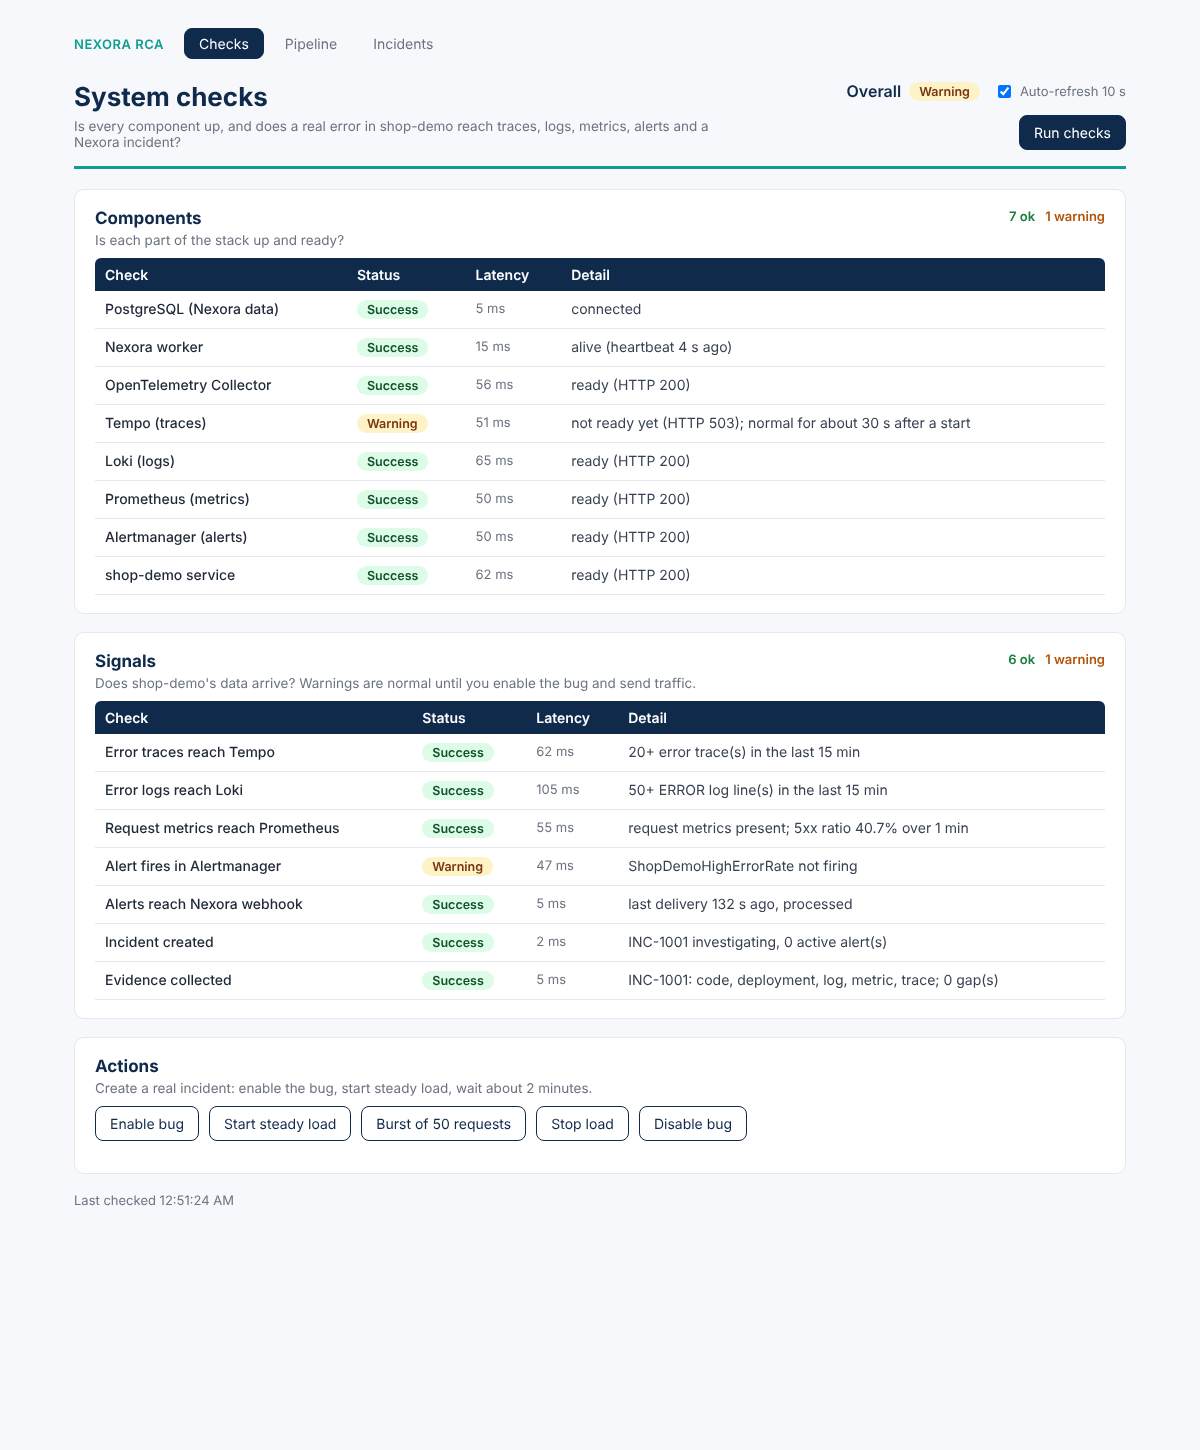 NEXORA RCA Checks Pipeline Incidents
System checks
Overall Warning Auto-refresh 10 s
Is every component up, and does a real error in shop-demo reach traces, logs, metrics, alerts and a
Nexora incident?
Run checks
Components
7 ok 1 warning
Is each part of the stack up and ready?
Check Status Latency Detail
PostgreSQL (Nexora data) Success 5 ms connected
Nexora worker Success 15 ms alive (heartbeat 4 s ago)
OpenTelemetry Collector Success 56 ms ready (HTTP 200)
Tempo (traces) Warning 51 ms not ready yet (HTTP 503); normal for about 30 s after a start
Loki (logs) Success 65 ms ready (HTTP 200)
Prometheus (metrics) Success 50 ms ready (HTTP 200)
Alertmanager (alerts) Success 50 ms ready (HTTP 200)
shop-demo service Success 62 ms ready (HTTP 200)
Signals
6 ok 1 warning
Does shop-demo's data arrive? Warnings are normal until you enable the bug and send traffic.
Check Status Latency Detail
Error traces reach Tempo Success 62 ms 20+ error trace(s) in the last 15 min
Error logs reach Loki Success 105 ms 50+ ERROR log line(s) in the last 15 min
Request metrics reach Prometheus Success 55 ms request metrics present; 5xx ratio 40.7% over 1 min
Alert fires in Alertmanager Warning 47 ms ShopDemoHighErrorRate not firing
Alerts reach Nexora webhook Success 5 ms last delivery 132 s ago, processed
Incident created Success 2 ms INC-1001 investigating, 0 active alert(s)
Evidence collected Success 5 ms INC-1001: code, deployment, log, metric, trace; 0 gap(s)
Actions
Create a real incident: enable the bug, start steady load, wait about 2 minutes.
Enable bug Start steady load Burst of 50 requests Stop load Disable bug
Last checked 12:51:24 AM